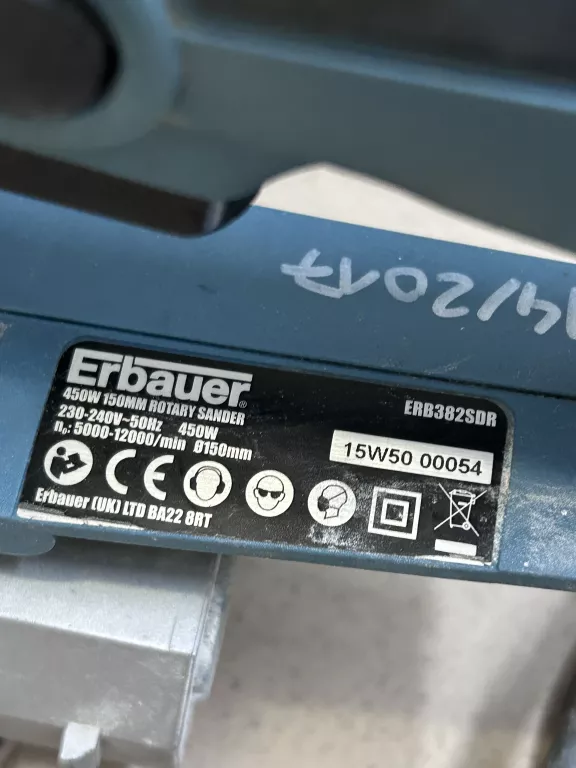 14/2017
Erbauer®
450W 150MM ROTARY SANDER
ERB382SDR
230-240V~50Hz 450W
n₀: 5000-12000/min Ø150mm
15W50 00054
CE
Erbauer (UK) LTD BA22 8RT